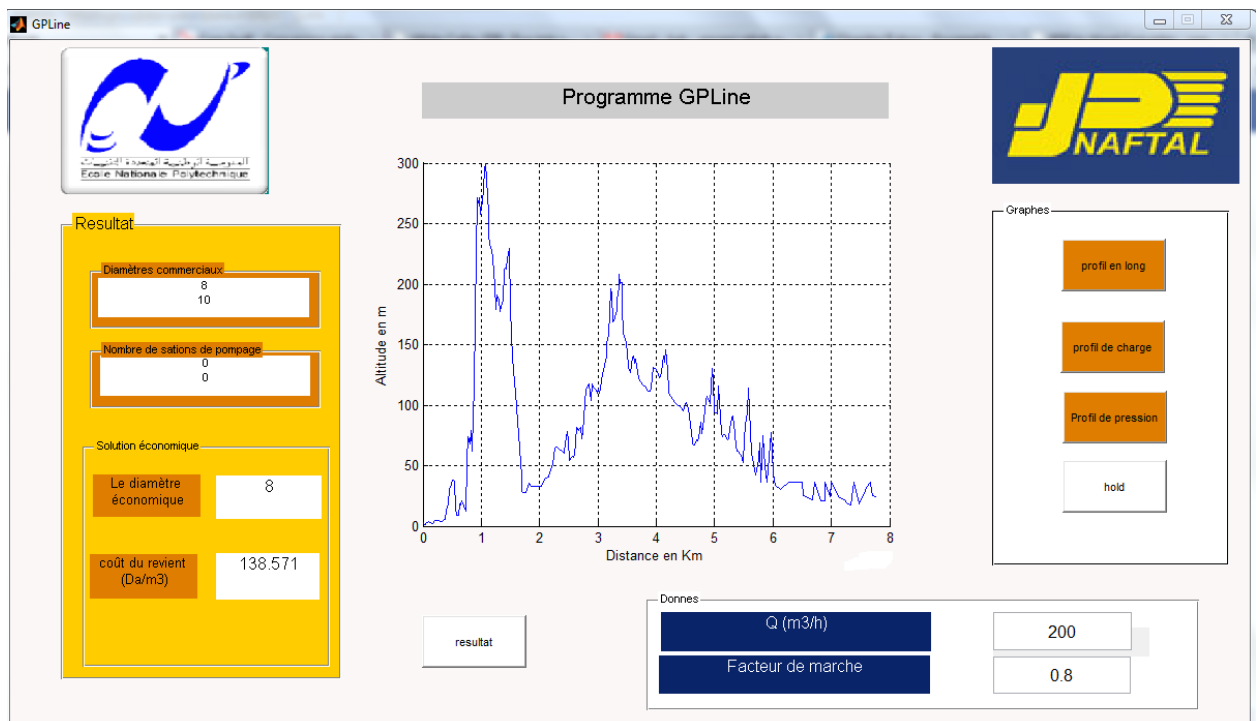 GPLine
Ecole Nationale Polytechnique
Programme GPLine
NAFTAL
Resultat
Diamètres commerciaux
8
10
Nombre de sations de pompage
0
0
Solution économique
Le diamètre
économique
8
coût du revient
(Da/m3)
138.571
Altitude en m
300
250
200
150
100
50
0
0 1 2 3 4 5 6 7 8
Distance en Km
resultat
Graphes
profil en long
profil de charge
Profil de pression
hold
Donnes
Q (m3/h)
200
Facteur de marche
0.8